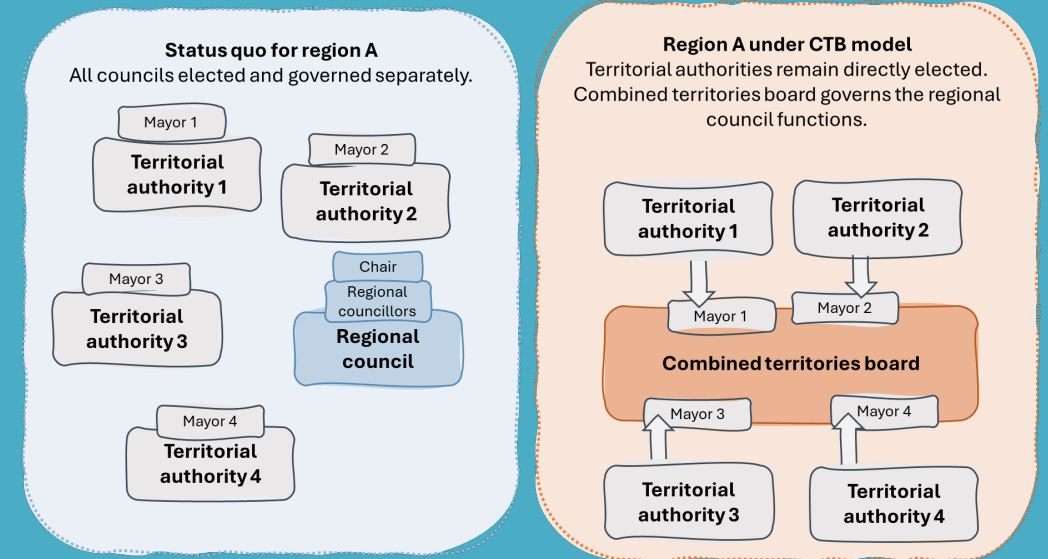 Status quo for region A
All councils elected and governed separately.
Mayor 1
Territorial
authority 1
Mayor 2
Territorial
authority 2
Mayor 3
Territorial
authority 3
Chair
Regional
councillors
Regional
council
Mayor 4
Territorial
authority 4
Region A under CTB model
Territorial authorities remain directly elected.
Combined territories board governs the regional
council functions.
Territorial
authority 1
Territorial
authority 2
Mayor 1
Mayor 2
Combined territories board
Mayor 3
Mayor 4
Territorial
authority 3
Territorial
authority 4